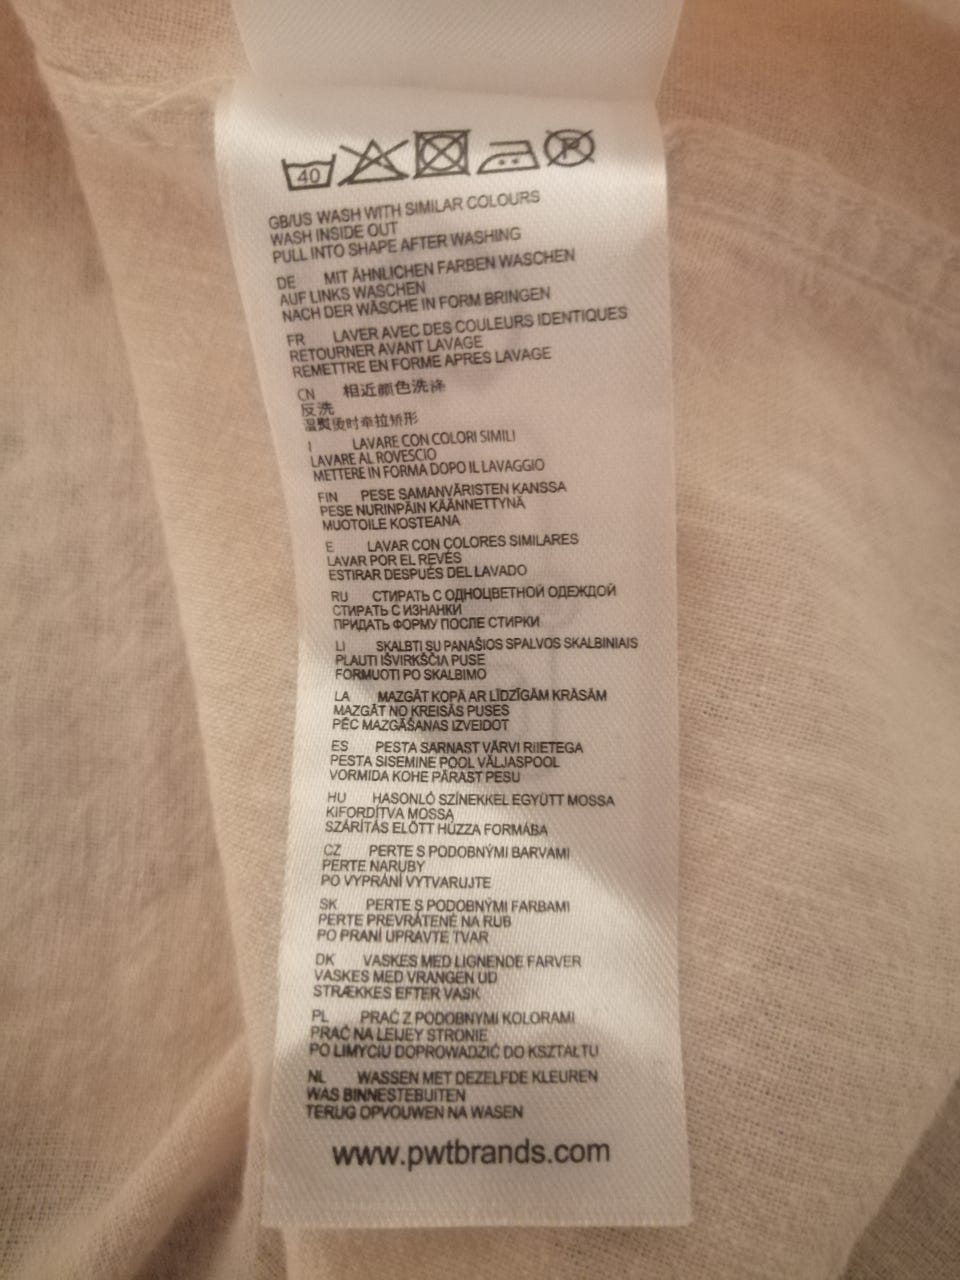 40
P
GB/US WASH WITH SIMILAR COLOURS
WASH INSIDE OUT
PULL INTO SHAPE AFTER WASHING
DE MIT ÄHNLICHEN FARBEN WASCHEN
AUF LINKS WASCHEN
NACH DER WÄSCHE IN FORM BRINGEN
FR LAVER AVEC DES COULEURS IDENTIQUES
RETOURNER AVANT LAVAGE
REMETTRE EN FORME APRES LAVAGE
CN 相近颜色洗涤
反洗
温熨烫时牵拉矫形
I LAVARE CON COLORI SIMILI
LAVARE AL ROVESCIO
METTERE IN FORMA DOPO IL LAVAGGIO
FIN PESE SAMANVÄRISTEN KANSSA
PESE NURINPÄIN KÄÄNNETTYNÄ
MUOTOILE KOSTEANA
E LAVAR CON COLORES SIMILARES
LAVAR POR EL REVÉS
ESTIRAR DESPUÉS DEL LAVADO
RU СТИРАТЬ С ОДНОЦВЕТНОЙ ОДЕЖДОЙ
СТИРАТЬ С ИЗНАНКИ
ПРИДАТЬ ФОРМУ ПОСЛЕ СТИРКИ
LI SKALBTI SU PANAŠIOS SPALVOS SKALBINIAIS
PLAUTI IŠVIRKŠČIA PUSE
FORMUOTI PO SKALBIMO
LA MAZGĀT KOPĀ AR LĪDZĪGĀM KRĀSĀM
MAZGĀT NO KREISĀS PUSES
PĒC MAZGĀŠANAS IZVEIDOT
ES PESTA SARNAST VÄRVI RIIETEGA
PESTA SISEMINE POOL VÄLJASPOOL
VORMIDA KOHE PÄRAST PESU
HU HASONLÓ SZÍNEKKEL EGYÜTT MOSSA
KIFORDÍTVA MOSSA
SZÁRÍTÁS ELŐTT HÚZZA FORMÁBA
CZ PERTE S PODOBNÝMI BARVAMI
PERTE NARUBY
PO VYPRÁNÍ VYTVARUJTE
SK PERTE S PODOBNÝMI FARBAMI
PERTE PREVRÁTENÉ NA RUB
PO PRANÍ UPRAVTE TVAR
DK VASKES MED LIGNENDE FARVER
VASKES MED VRANGEN UD
STRÆKKES EFTER VASK
PL PRAĆ Z PODOBNYMI KOLORAMI
PRAĆ NA LEIJEY STRONIE
PO LIMYCIU DOPROWADZIĆ DO KSZTAŁTU
NL WASSEN MET DEZELFDE KLEUREN
WAS BINNESTEBUITEN
TERUG OPVOUWEN NA WASEN
www.pwtbrands.com